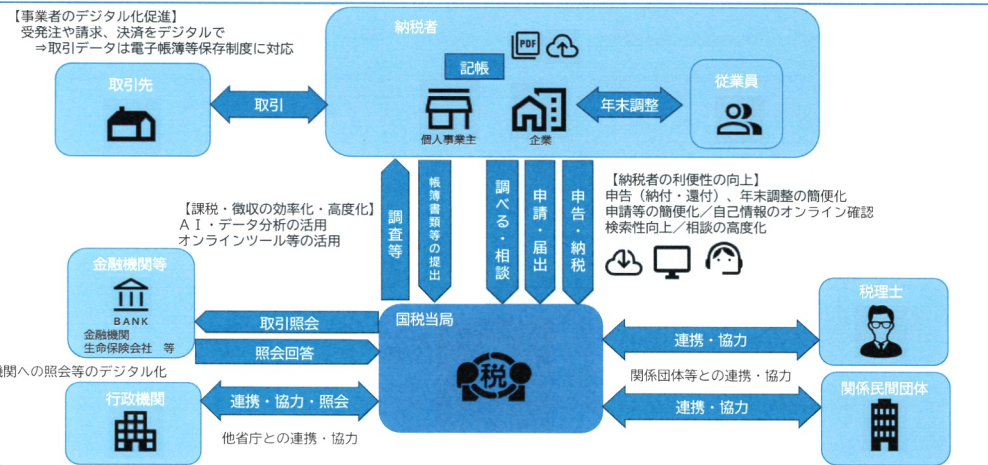 【事業者のデジタル化促進】
受発注や請求、決済をデジタルで
⇒取引データは電子帳簿等保存制度に対応
納税者
PDF
記帳
取引先
取引
個人事業主
企業
年末調整
従業員
【課税・徴収の効率化・高度化】
AI・データ分析の活用
オンラインツール等の活用
調査等
帳簿書類等の提出
調べる・相談
申請・届出
申告・納税
【納税者の利便性の向上】
申告(納付・還付)、年末調整の簡便化
申請等の簡便化/自己情報のオンライン確認
検索性向上/相談の高度化
金融機関等
BANK
金融機関
生命保険会社 等
取引照会
照会回答
機関への照会等のデジタル化
国税当局
税
税理士
連携・協力
関係団体等との連携・協力
連携・協力
関係民間団体
行政機関
連携・協力・照会
他省庁との連携・協力